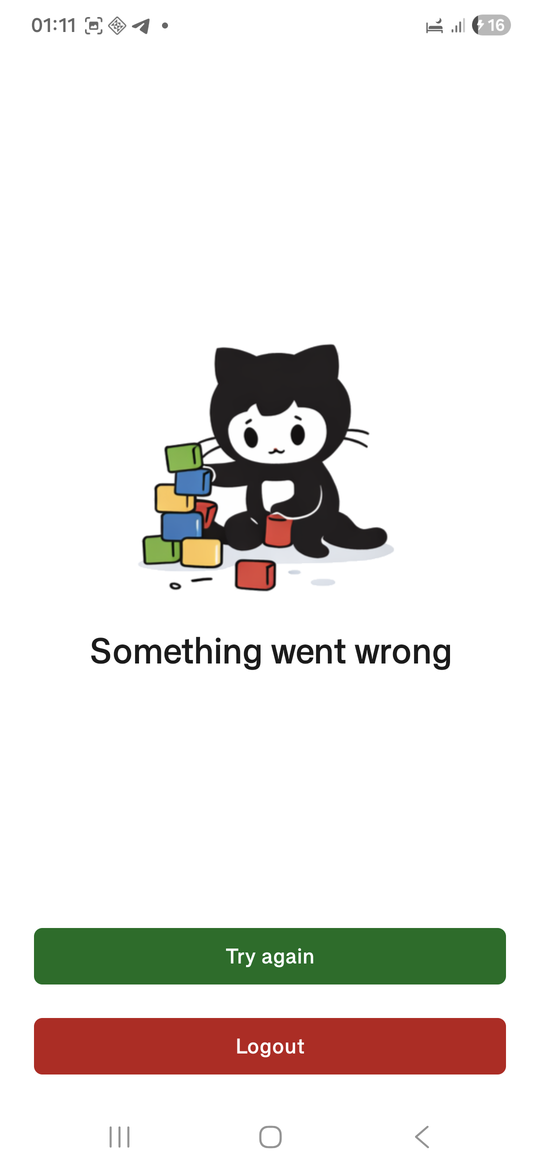 01:11
16
Something went wrong
Try again
Logout